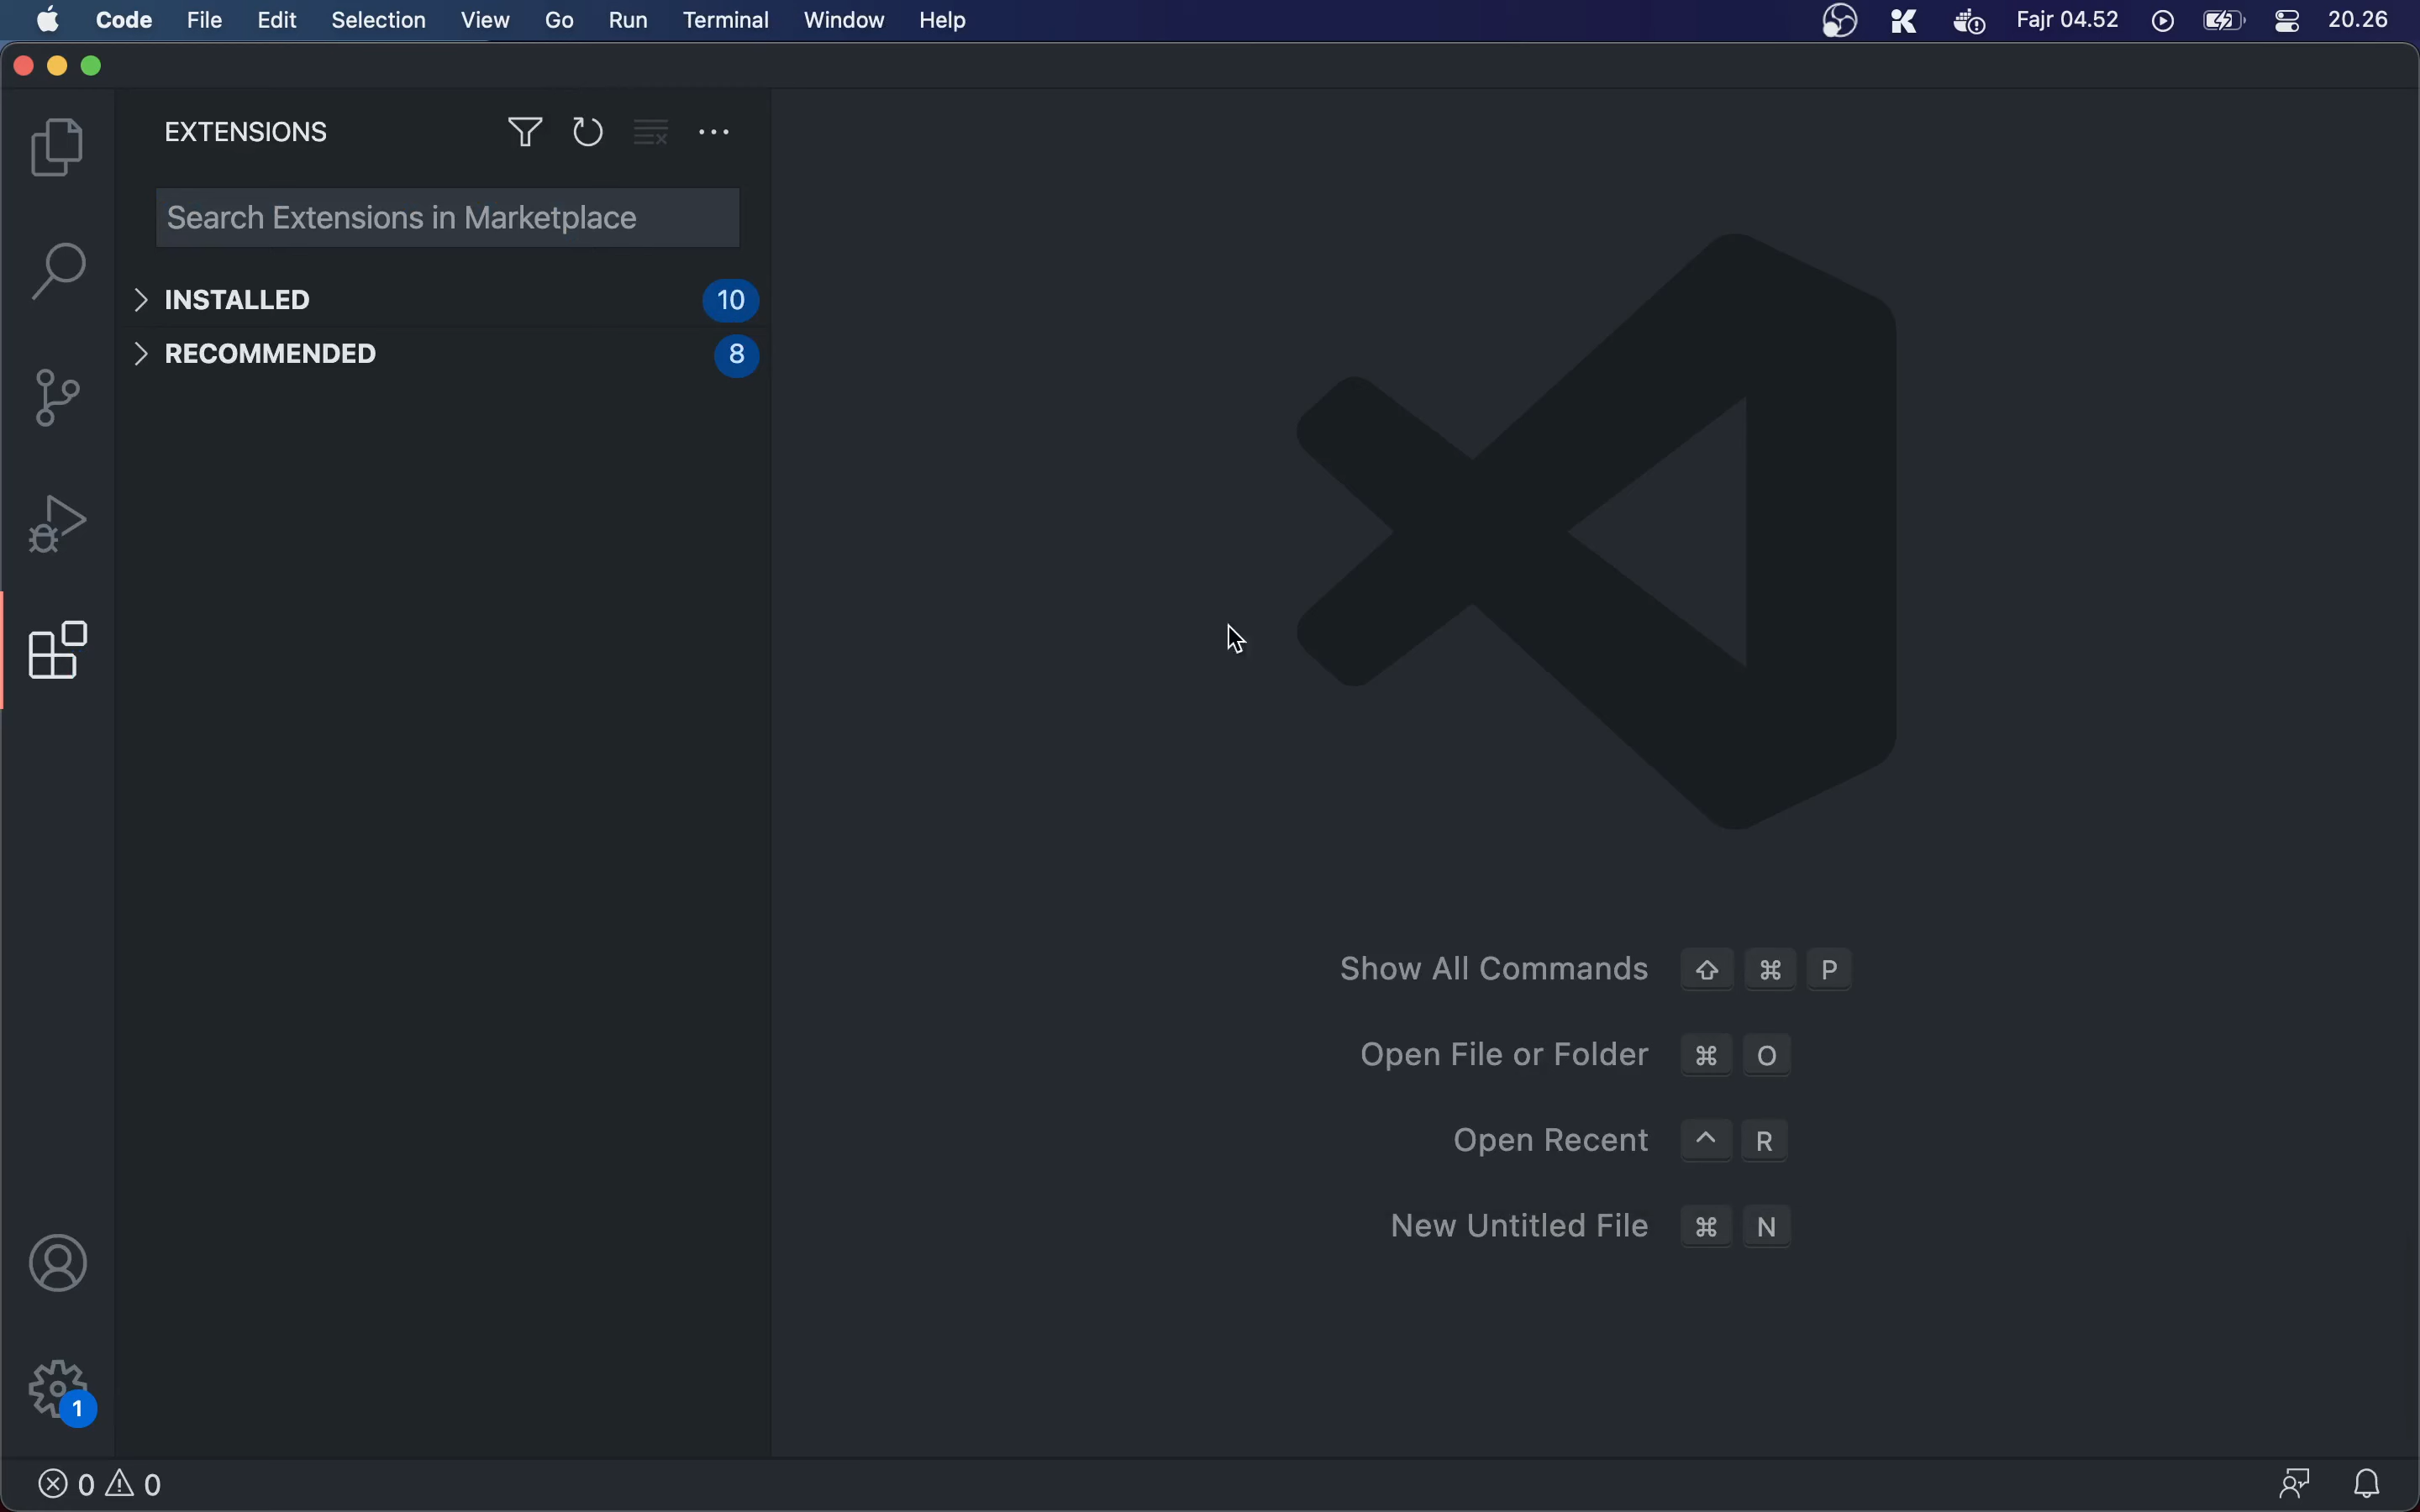 Code File Edit Selection View Go Run Terminal Window Help Fajr 04.52 20.26
EXTENSIONS
Search Extensions in Marketplace
INSTALLED 10
RECOMMENDED 8
Show All Commands ⇧ ⌘ P
Open File or Folder ⌘ O
Open Recent ^ R
New Untitled File ⌘ N
1
0 0